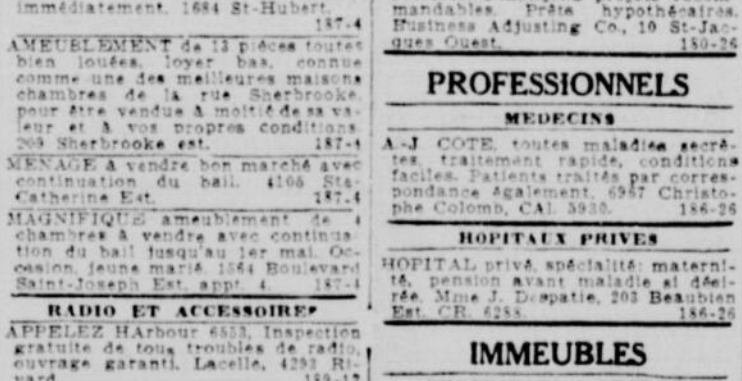 immédiatement. 1684 St-Hubert.
187-4
AMEUBLEMENT de 13 pièces toutes
bien louées, loyer bas, connue
comme une des meilleures maisons
chambres de la rue Sherbrooke,
pour être vendue à moitié de sa va-
leur et à vos propres conditions.
209 Sherbrooke est. 187-4
MENAGE à vendre bon marché avec
continuation du bail. 4105 Ste-
Catherine Est. 187-4
MAGNIFIQUE ameublement de 4
chambres à vendre avec continua-
tion du bail jusqu'au 1er mai. Oc-
casion, jeune marié. 1564 Boulevard
Saint-Joseph Est, appt. 4. 187-4
RADIO ET ACCESSOIRES
APPELEZ HArbour 6553, Inspection
gratuite de tous troubles de radio,
ouvrage garanti. Lacelle, 4293 Ri-
vard
mandables. Prêts hypothécaires.
Business Adjusting Co., 10 St-Jac-
ques Ouest. 180-26
PROFESSIONNELS
MEDECINS
A.-J COTE, toutes maladies secrè-
tes, traitement rapide, conditions
faciles. Patients traités par corres-
pondance également. 6967 Christo-
phe Colomb, CAl. 5930. 186-26
HOPITAUX PRIVES
HOPITAL privé, spécialité: materni-
té, pension avant maladie si dési-
rée. Mme J. Despatie, 203 Beaubien
Est. CR. 6288. 186-26
IMMEUBLES